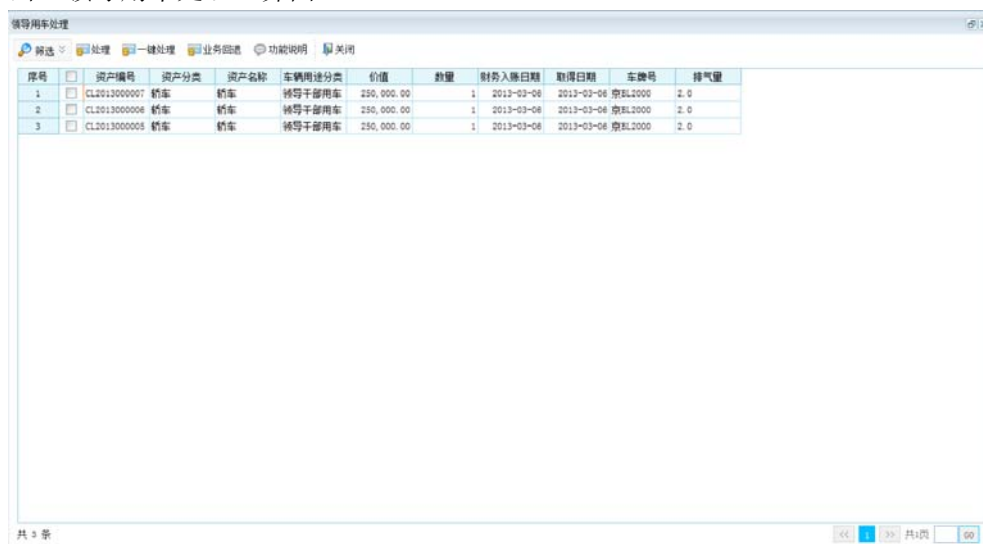 领导用车处理
筛选 处理 一键处理 业务回退 功能说明 关闭
序号 资产编号 资产分类 资产名称 车辆用途分类 价值 数量 财务入账日期 取得日期 车牌号 排气量
1 CL2013000007 轿车 轿车 领导干部用车 250,000.00 1 2013-03-06 2013-03-06 京EL2000 2.0
2 CL2013000006 轿车 轿车 领导干部用车 250,000.00 1 2013-03-06 2013-03-06 京EL2000 2.0
3 CL2013000005 轿车 轿车 领导干部用车 250,000.00 1 2013-03-06 2013-03-06 京EL2000 2.0
共 3 条 << 1 >> 共1页 GO